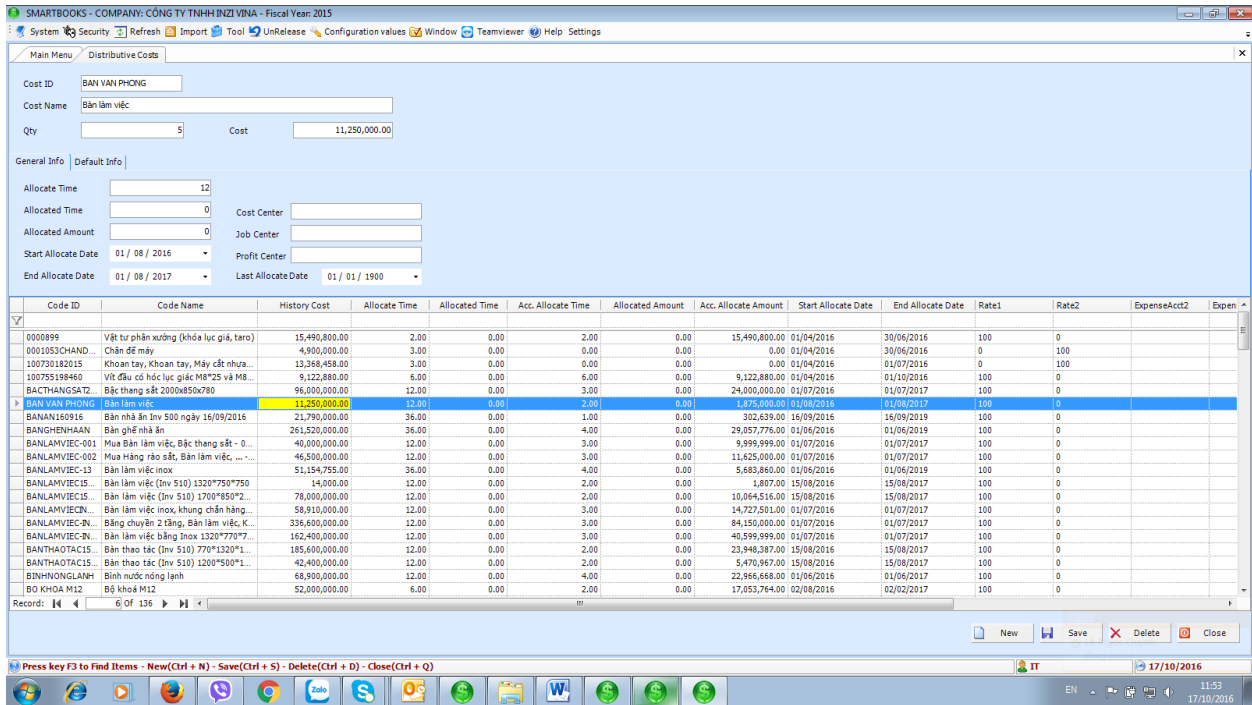 SMARTBOOKS - COMPANY: CÔNG TY TNHH INZI VINA - Fiscal Year: 2015
System Security Refresh Import Tool UnRelease Configuration values Window Teamviewer Help Settings
Main Menu Distributive Costs
Cost ID BAN VAN PHONG
Cost Name Bàn làm việc
Qty 5 Cost 11,250,000.00
General Info Default Info
Allocate Time 12
Allocated Time 0 Cost Center
Allocated Amount 0 Job Center
Start Allocate Date 01 / 08 / 2016 Profit Center
End Allocate Date 01 / 08 / 2017 Last Allocate Date 01 / 01 / 1900
Code ID Code Name History Cost Allocate Time Allocated Time Acc. Allocate Time Allocated Amount Acc. Allocate Amount Start Allocate Date End Allocate Date Rate1 Rate2 ExpenseAcct2 Expen
0000899 Vật tư phân xưởng (khóa lục giá, taro) 15,490,800.00 2.00 0.00 2.00 0.00 15,490,800.00 01/04/2016 30/06/2016 100 0
0001053CHAND... Chân đế máy 4,900,000.00 3.00 0.00 0.00 0.00 0.00 01/04/2016 30/06/2016 0 100
100730182015 Khoan tay, Khoan tay, Máy cắt nhựa... 13,368,458.00 3.00 0.00 0.00 0.00 0.00 01/04/2016 01/07/2016 0 100
100755198460 Vít đầu có hóc lục giác M8*25 và M8... 9,122,880.00 6.00 0.00 6.00 0.00 9,122,880.00 01/04/2016 01/10/2016 100 0
BACTHANGSAT2... Bậc thang sắt 2000x850x780 96,000,000.00 12.00 0.00 3.00 0.00 24,000,000.00 01/07/2016 01/07/2017 100 0
BAN VAN PHONG Bàn làm việc 11,250,000.00 12.00 0.00 2.00 0.00 1,875,000.00 01/08/2016 01/08/2017 100 0
BANAN160916 Bàn nhà ăn Inv 500 ngày 16/09/2016 21,790,000.00 36.00 0.00 1.00 0.00 302,639.00 16/09/2016 16/09/2019 100 0
BANGHENHAAN Bàn ghế nhà ăn 261,520,000.00 36.00 0.00 4.00 0.00 29,057,776.00 01/06/2016 01/06/2019 100 0
BANLAMVIEC-001 Mua Bàn làm việc, Bậc thang sắt - 0... 40,000,000.00 12.00 0.00 3.00 0.00 9,999,999.00 01/07/2016 01/07/2017 100 0
BANLAMVIEC-002 Mua Hàng rào sắt, Bàn làm việc, ... -... 46,500,000.00 12.00 0.00 3.00 0.00 11,625,000.00 01/07/2016 01/07/2017 100 0
BANLAMVIEC-13 Bàn làm việc inox 51,154,755.00 36.00 0.00 4.00 0.00 5,683,860.00 01/06/2016 01/06/2019 100 0
BANLAMVIEC15... Bàn làm việc (Inv 510) 1320*750*750 14,000.00 12.00 0.00 2.00 0.00 1,807.00 15/08/2016 15/08/2017 100 0
BANLAMVIEC15... Bàn làm việc (Inv 510) 1700*850*2... 78,000,000.00 12.00 0.00 2.00 0.00 10,064,516.00 15/08/2016 15/08/2017 100 0
BANLAMVIECIN... Bàn làm việc inox, khung chắn hàng... 58,910,000.00 12.00 0.00 3.00 0.00 14,727,501.00 01/07/2016 01/07/2017 100 0
BANLAMVIEC-IN... Băng chuyền 2 tầng, Bàn làm việc, K... 336,600,000.00 12.00 0.00 3.00 0.00 84,150,000.00 01/07/2016 01/07/2017 100 0
BANLAMVIEC-IN... Bàn làm việc bằng Inox 1320*770*7... 162,400,000.00 12.00 0.00 3.00 0.00 40,599,999.00 01/07/2016 01/07/2017 100 0
BANTHAOTAC15... Bàn thao tác (Inv 510) 770*1320*1... 185,600,000.00 12.00 0.00 2.00 0.00 23,948,387.00 15/08/2016 15/08/2017 100 0
BANTHAOTAC15... Bàn thao tác (Inv 510) 1200*500*1... 42,400,000.00 12.00 0.00 2.00 0.00 5,470,967.00 15/08/2016 15/08/2017 100 0
BINHNONGLANH Bình nước nóng lạnh 68,900,000.00 12.00 0.00 4.00 0.00 22,966,668.00 01/06/2016 01/06/2017 100 0
BO KHOA M12 Bộ khoá M12 52,000,000.00 6.00 0.00 2.00 0.00 17,053,764.00 02/08/2016 02/02/2017 100 0
Record: 6 Of 136
New Save Delete Close
Press key F3 to Find Items - New(Ctrl + N) - Save(Ctrl + S) - Delete(Ctrl + D) - Close(Ctrl + Q) IT 17/10/2016
Zalo EN 11:53
17/10/2016